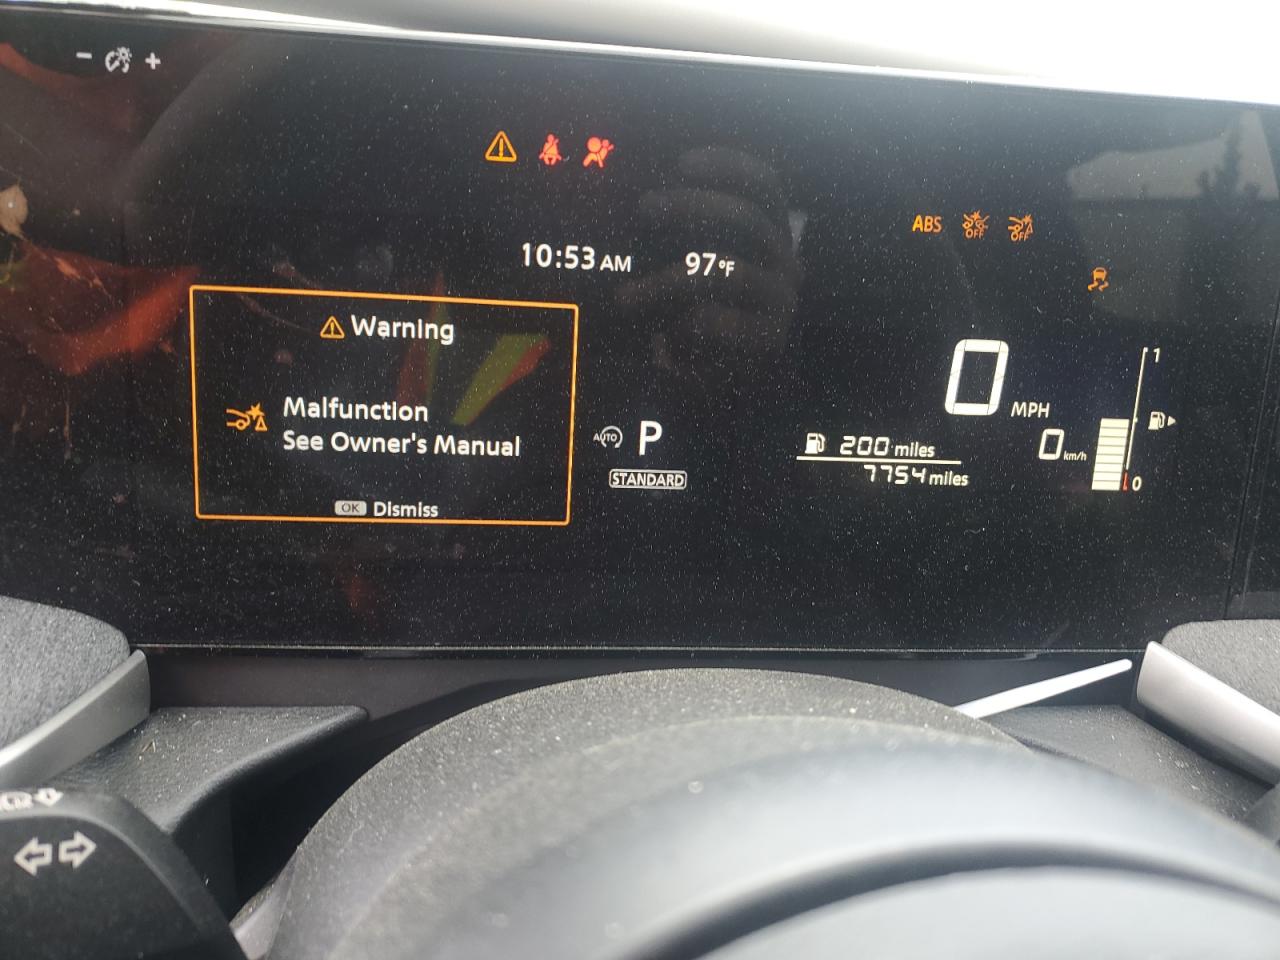 - +
10:53 AM 97°F
ABS OFF OFF
Warning
Malfunction
See Owner's Manual
OK Dismiss
AUTO P
STANDARD
0 MPH
0 km/h
200 miles
7754 miles
1
0